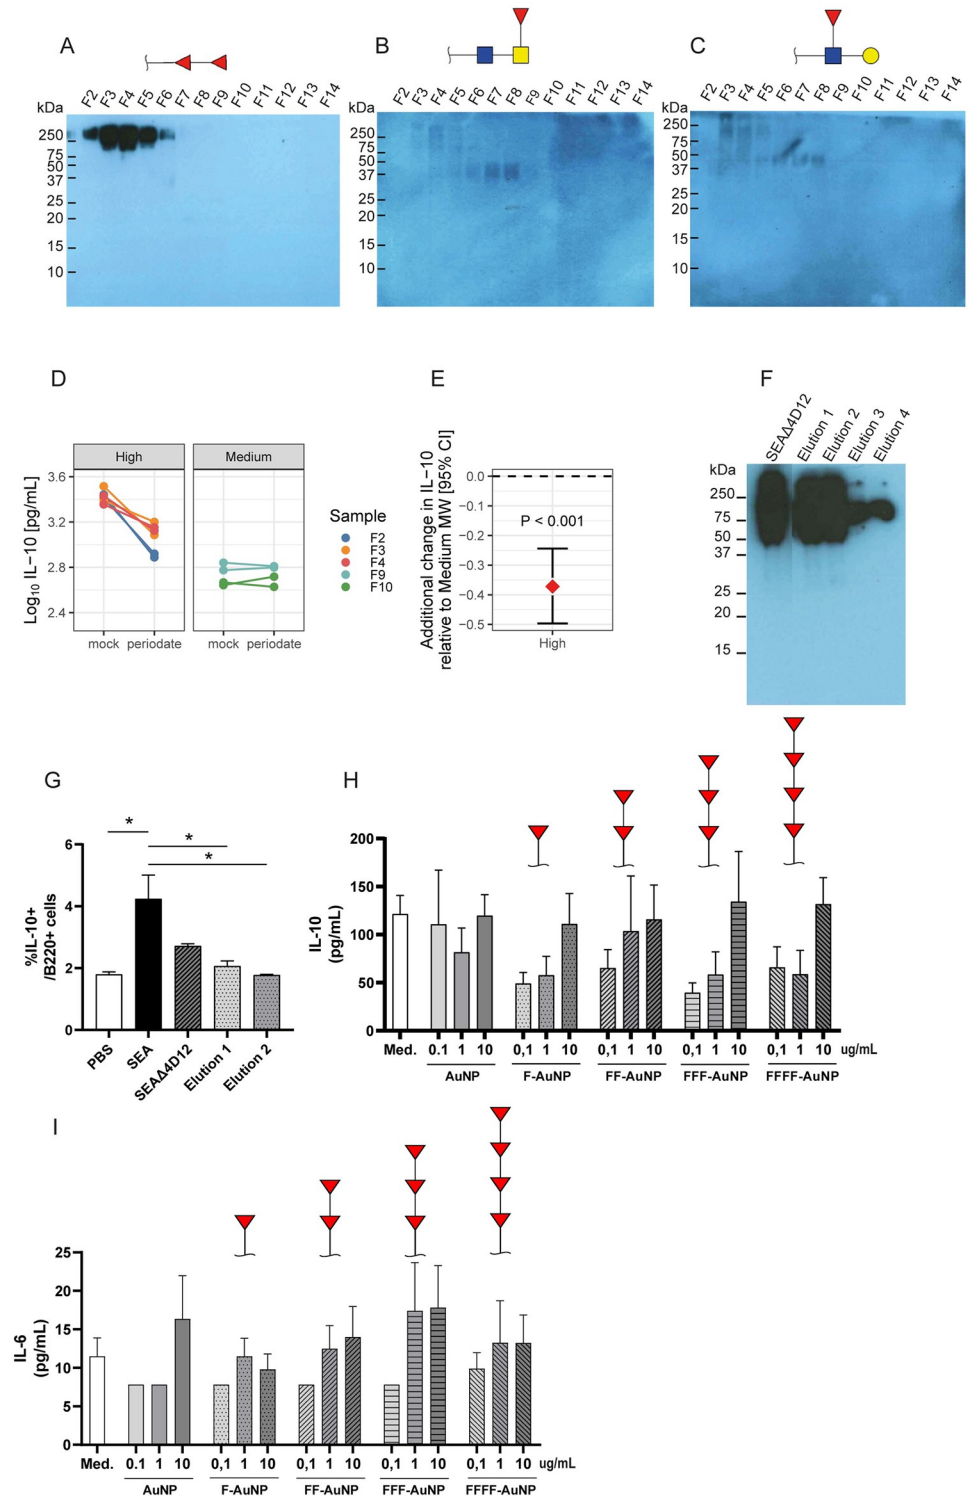 A
B
C
F2 F3 F4 F5 F6 F7 F8 F9 F10 F11 F12 F13 F14
F2 F3 F4 F5 F6 F7 F8 F9 F10 F11 F12 F13 F14
F2 F3 F4 F5 F6 F7 F8 F9 F10 F11 F12 F13 F14
kDa
250
75
50
37
25
20
15
10
kDa
250
75
50
37
25
20
15
10
kDa
250
75
50
37
25
20
15
10
D
High
Medium
Log10 IL−10 [pg/mL]
3.6
3.2
2.8
2.4
mock periodate
mock periodate
Sample
F2
F3
F4
F9
F10
E
Additional change in IL−10
relative to Medium MW [95% CI]
0.0
−0.1
P < 0.001
−0.2
−0.3
−0.4
−0.5
High
F
SEAΔ4D12
Elution 1
Elution 2
Elution 3
Elution 4
kDa
250
75
50
37
25
20
15
G
%IL-10+
/B220+ cells
6
4
2
0
*
*
*
PBS
SEA
SEAΔ4D12
Elution 1
Elution 2
H
IL-10
(pg/mL)
200
150
100
50
0
Med. 0.1 1 10 0,1 1 10 0,1 1 10 0,1 1 10 0,1 1 10 ug/mL
AuNP F-AuNP FF-AuNP FFF-AuNP FFFF-AuNP
I
IL-6
(pg/mL)
25
20
15
10
5
0
Med. 0.1 1 10 0,1 1 10 0,1 1 10 0,1 1 10 0,1 1 10 ug/mL
AuNP F-AuNP FF-AuNP FFF-AuNP FFFF-AuNP